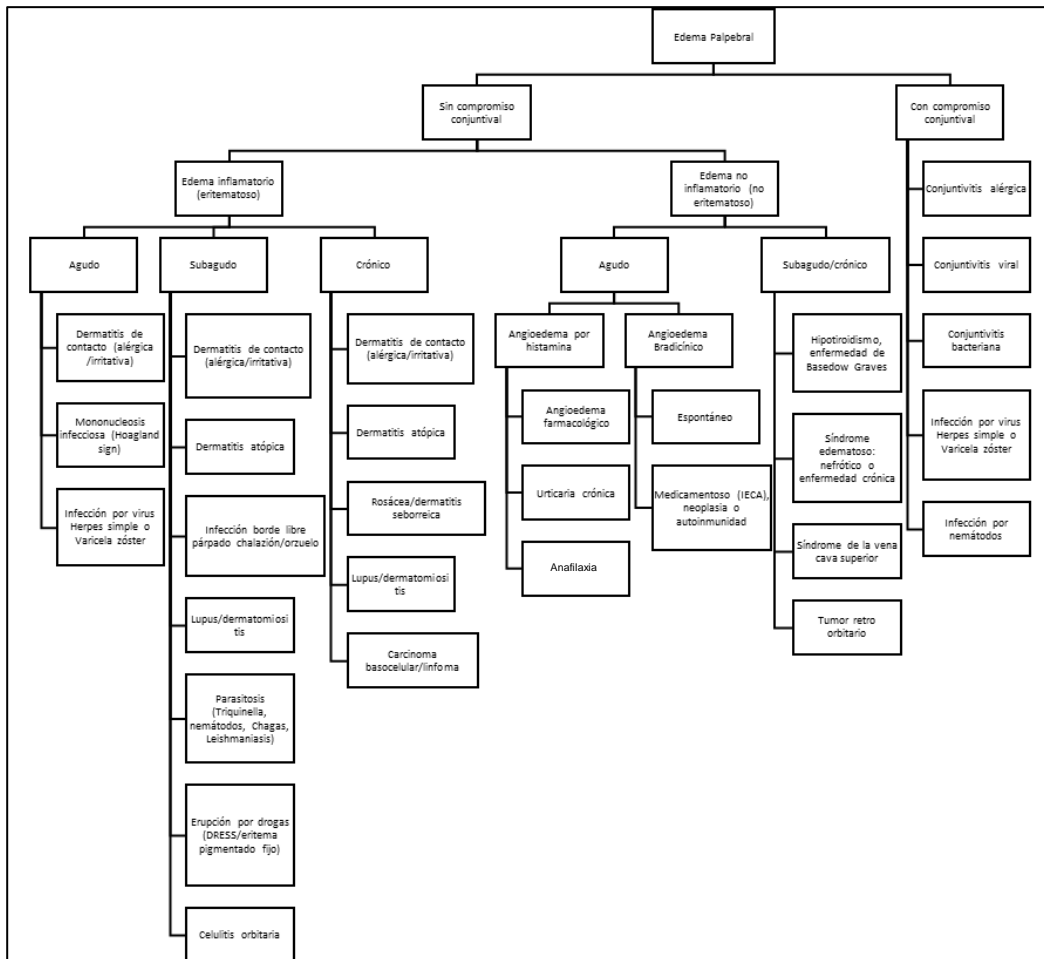 Edema Palpebral
Sin compromiso
conjuntival
Con compromiso
conjuntival
Edema inflamatorio
(eritematoso)
Edema no
inflamatorio (no
eritematoso)
Agudo
Subagudo
Crónico
Agudo
Subagudo/crónico
Dermatitis de
contacto (alérgica
/irritativa)
Mononucleosis
infecciosa (Hoagland
sign)
Infección por virus
Herpes simple o
Varicela zóster
Dermatitis de contacto
(alérgica/irritativa)
Dermatitis atópica
Infección borde libre
párpado chalazión/orzuelo
Lupus/dermatomiosi
tis
Parasitosis
(Triquinella,
nemátodos, Chagas,
Leishmaniasis)
Erupción por drogas
(DRESS/eritema
pigmentado fijo)
Celulitis orbitaria
Dermatitis de contacto
(alérgica/irritativa)
Dermatitis atópica
Rosácea/dermatitis
seborreica
Lupus/dermatomiosi
tis
Carcinoma
basocelular/linfoma
Angioedema por
histamina
Angioedema
farmacológico
Urticaria crónica
Anafilaxia
Angioedema
Bradicínico
Espontáneo
Medicamentoso (IECA),
neoplasia o
autoinmunidad
Hipotiroidismo,
enfermedad de
Basedow Graves
Síndrome
edematoso:
nefrótico o
enfermedad crónica
Síndrome de la vena
cava superior
Tumor retro
orbitario
Conjuntivitis alérgica
Conjuntivitis viral
Conjuntivitis
bacteriana
Infección por virus
Herpes simple o
Varicela zóster
Infección por
nemátodos